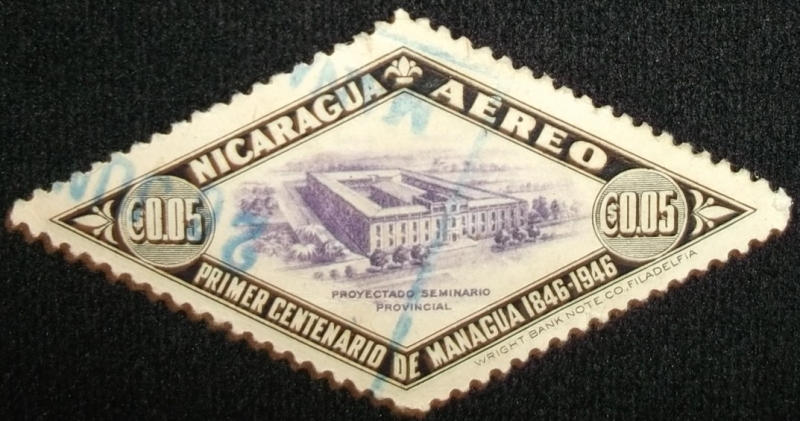 NICARAGUA AÉREO
₡0.05
$0.05
PROYECTADO SEMINARIO
PROVINCIAL
PRIMER CENTENARIO DE MANAGUA 1846-1946
WRIGHT BANK NOTE CO., FILADELFIA